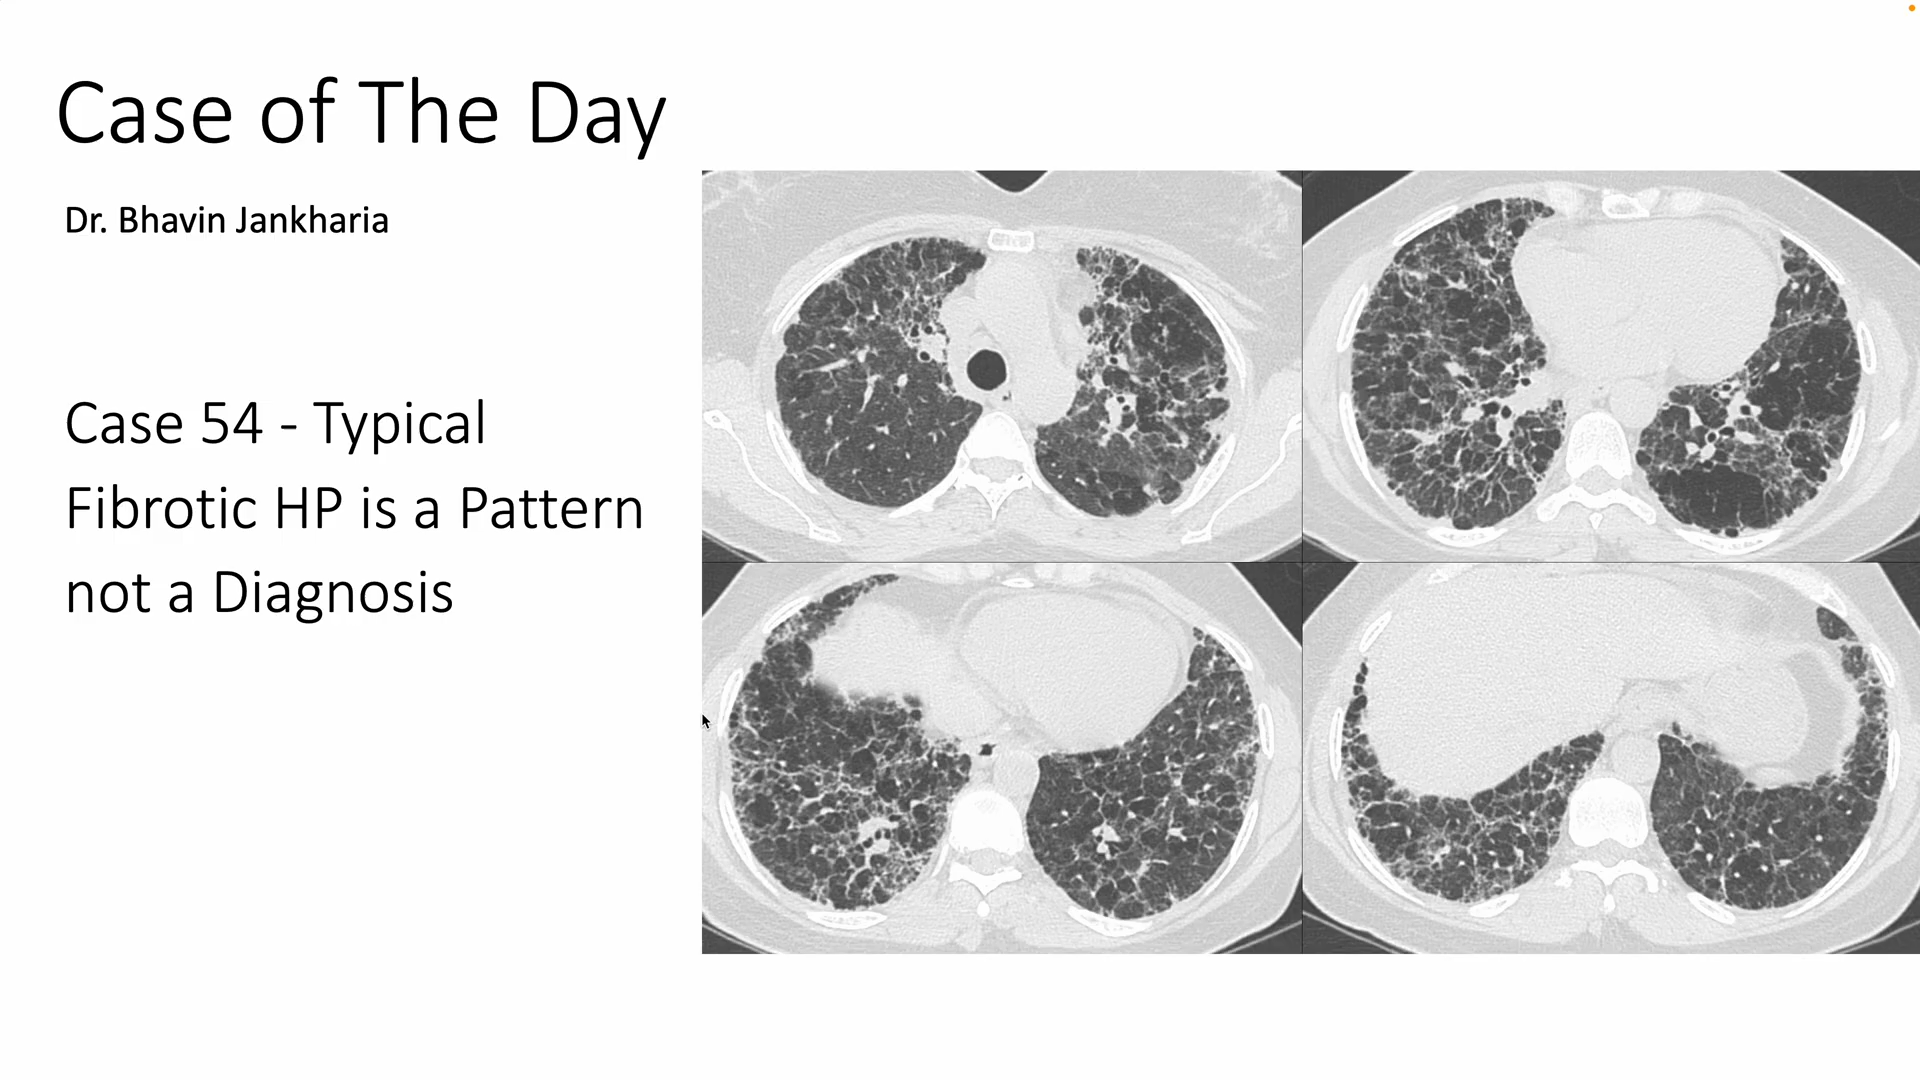 Case of The Day
Dr. Bhavin Jankharia
Case 54 - Typical
Fibrotic HP is a Pattern
not a Diagnosis